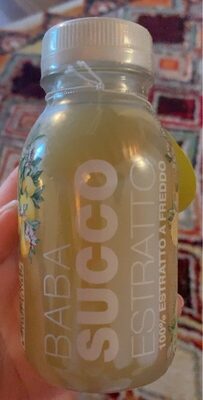 BABA
SUCCO
ESTRATTO
100% ESTRATTO A FREDDO